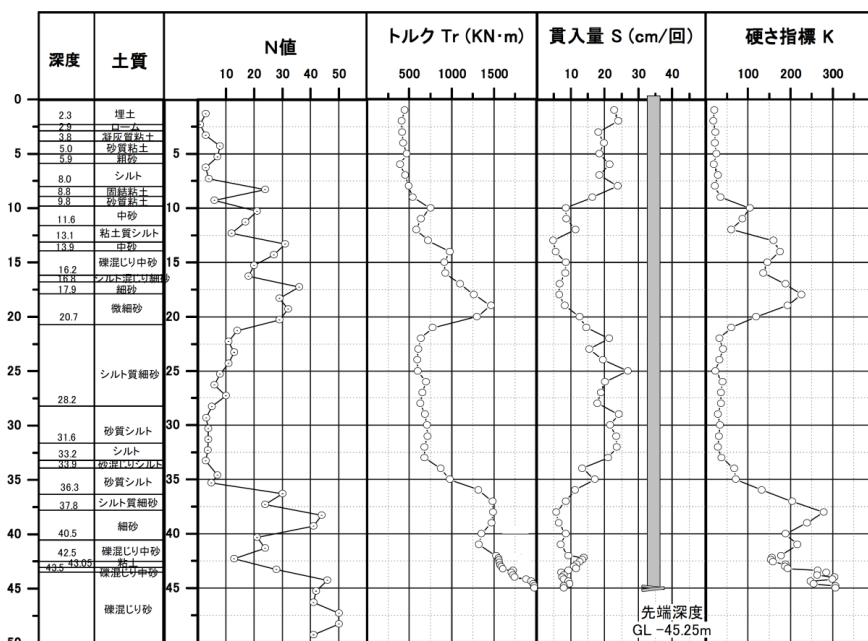 深度 土質 N値 トルク Tr (KN·m) 貫入量 S (cm/回) 硬さ指標 K
10 20 30 40 50 500 1000 1500 10 20 30 40 100 200 300
0
2.3 埋土
2.9 ローム
3.8 凝灰質粘土
5.0 砂質粘土
5
5.9 粗砂
8.0 シルト
8.8 固結粘土
9.8 砂質粘土
10
11.6 中砂
13.1 粘土質シルト
13.9 中砂
15
16.2 礫混じり中砂
16.8 シルト混じり細砂
17.9 細砂
20
20.7 微細砂
25
28.2 シルト質細砂
30
31.6 砂質シルト
33.2 シルト
33.9 砂混じりシルト
35
36.3 砂質シルト
37.8 シルト質細砂
40
40.5 細砂
42.5 礫混じり中砂
43.05 粘土
43.5 礫混じり中砂
45
礫混じり砂
先端深度
GL -45.25m
50